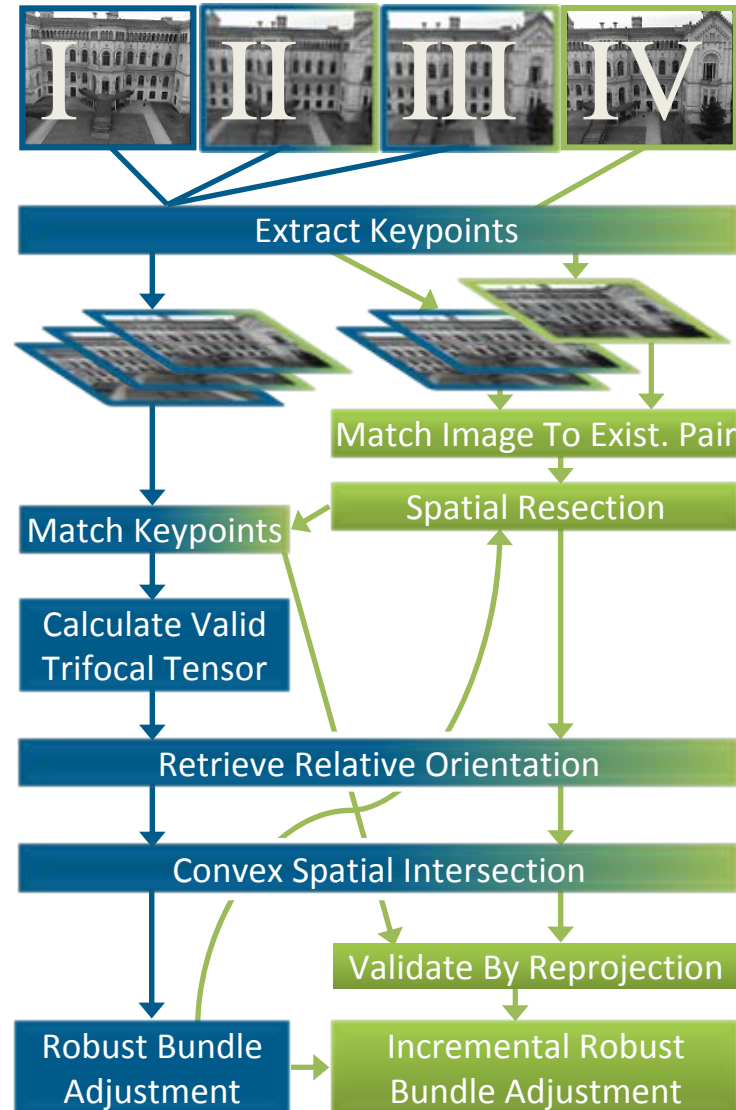 I II III IV
Extract Keypoints
Match Image To Exist. Pair
Spatial Resection
Match Keypoints
Calculate Valid
Trifocal Tensor
Retrieve Relative Orientation
Convex Spatial Intersection
Validate By Reprojection
Robust Bundle
Adjustment
Incremental Robust
Bundle Adjustment